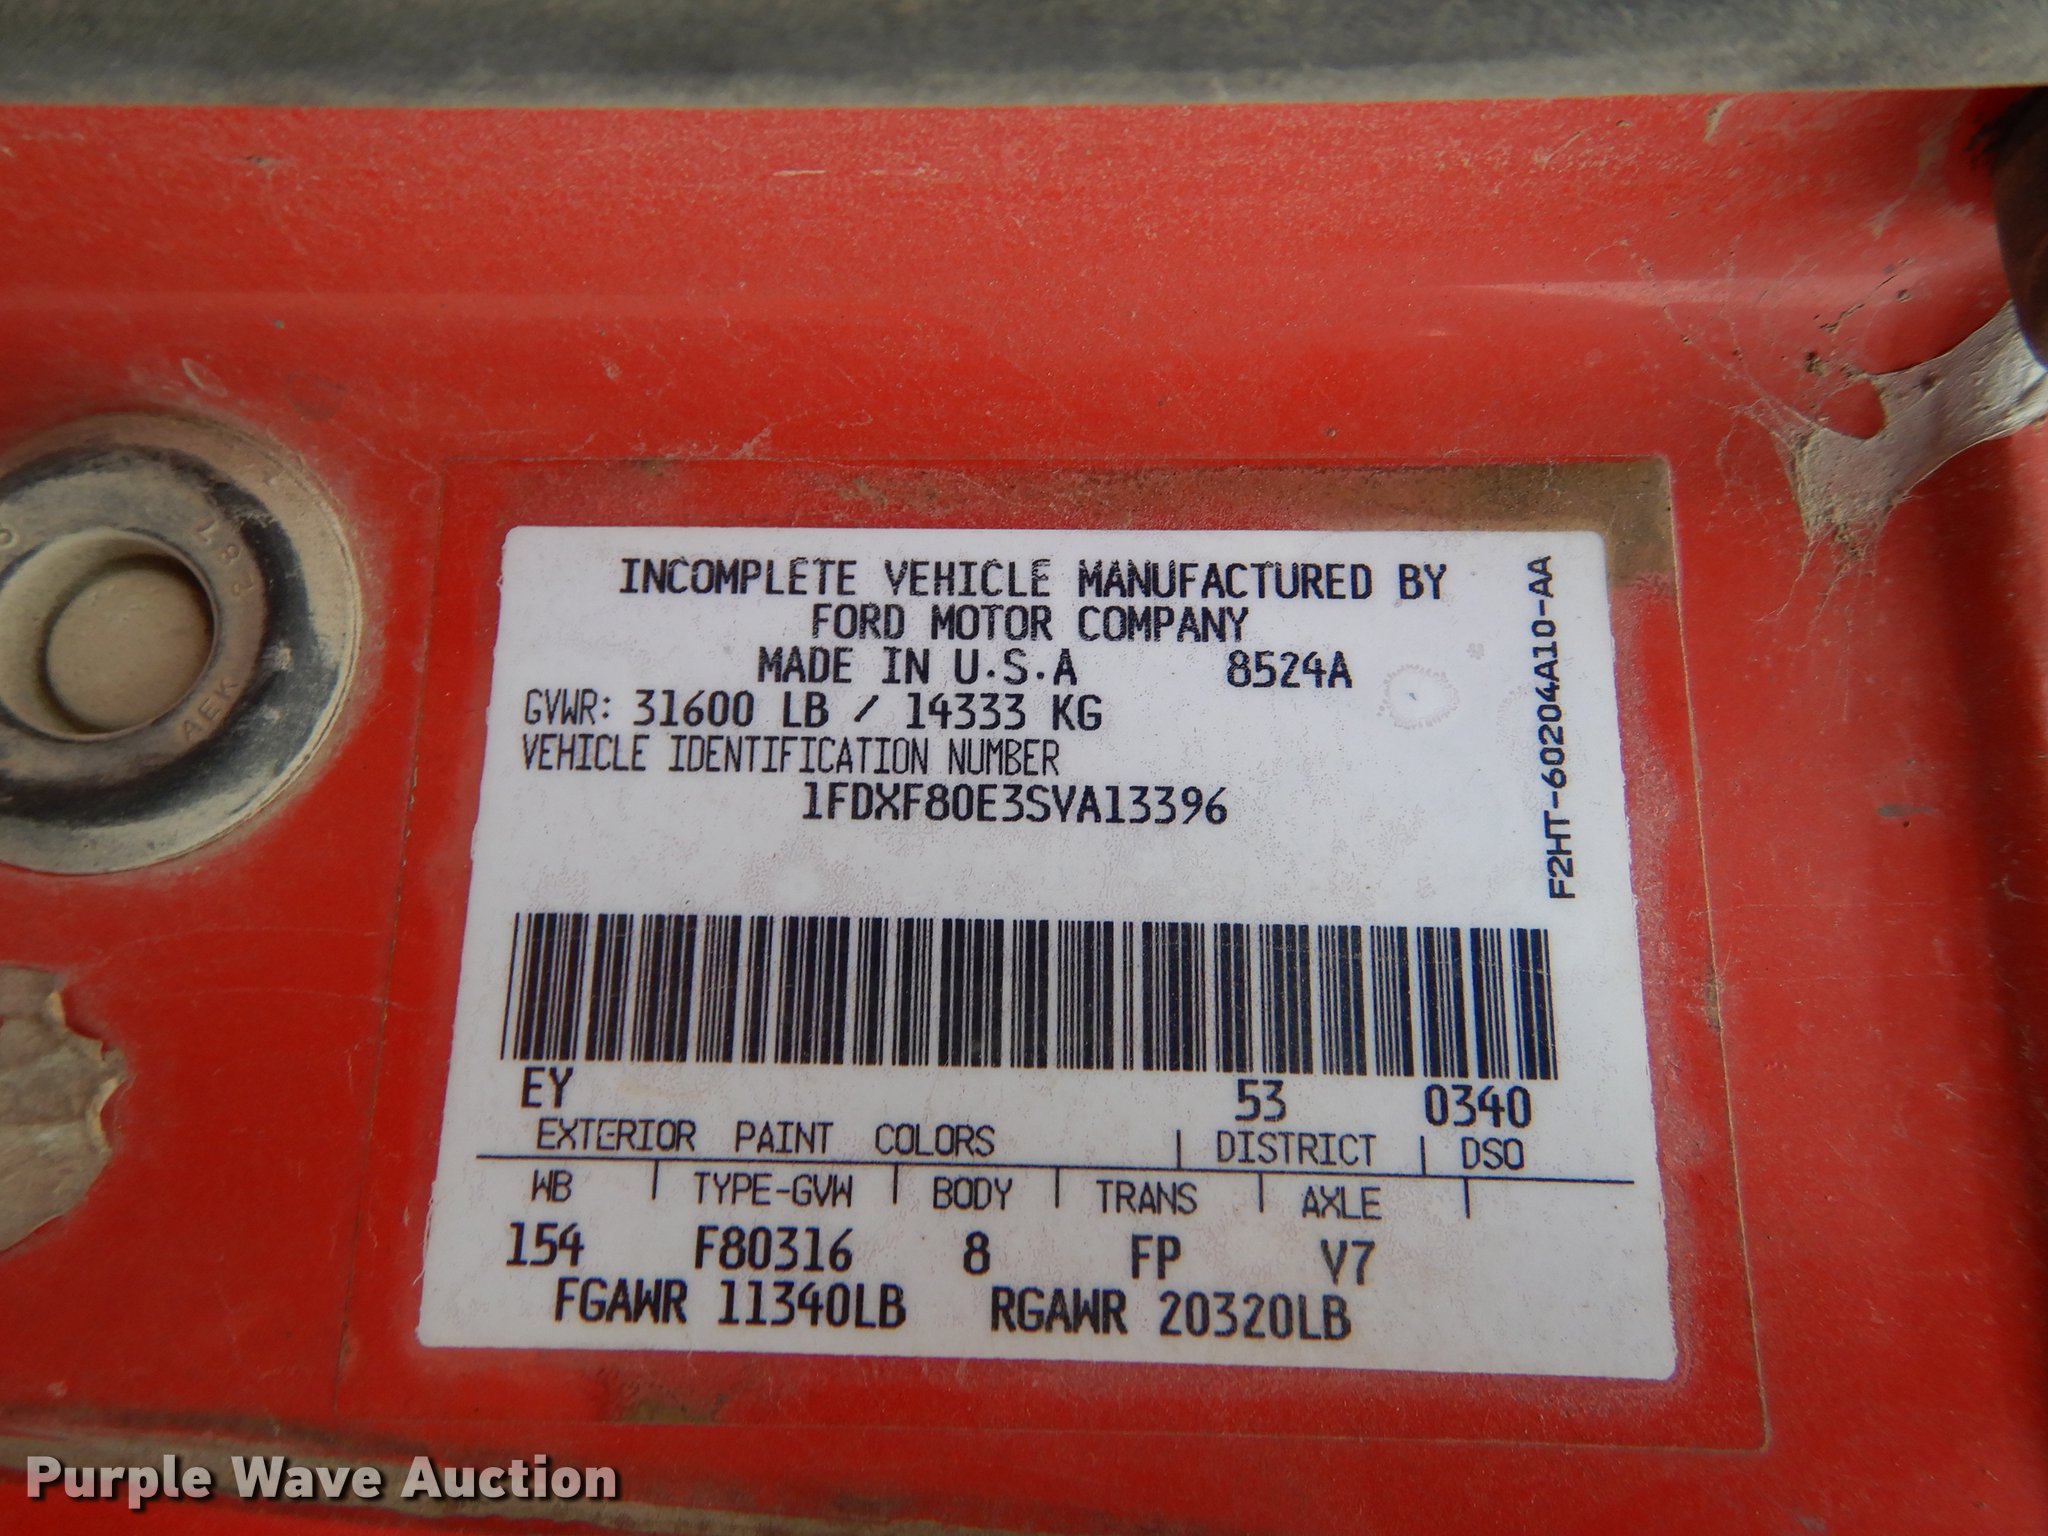 INCOMPLETE VEHICLE MANUFACTURED BY
FORD MOTOR COMPANY
MADE IN U.S.A 8524A
GVWR: 31600 LB / 14333 KG
VEHICLE IDENTIFICATION NUMBER
1FDXF80E3SVA13396
F2HT-60204A10-AA
EY 53 0340
EXTERIOR PAINT COLORS | DISTRICT | DSO
WB | TYPE-GVW | BODY | TRANS | AXLE |
154 F80316 8 FP V7
FGAWR 11340LB RGAWR 20320LB
AEK
Purple Wave Auction